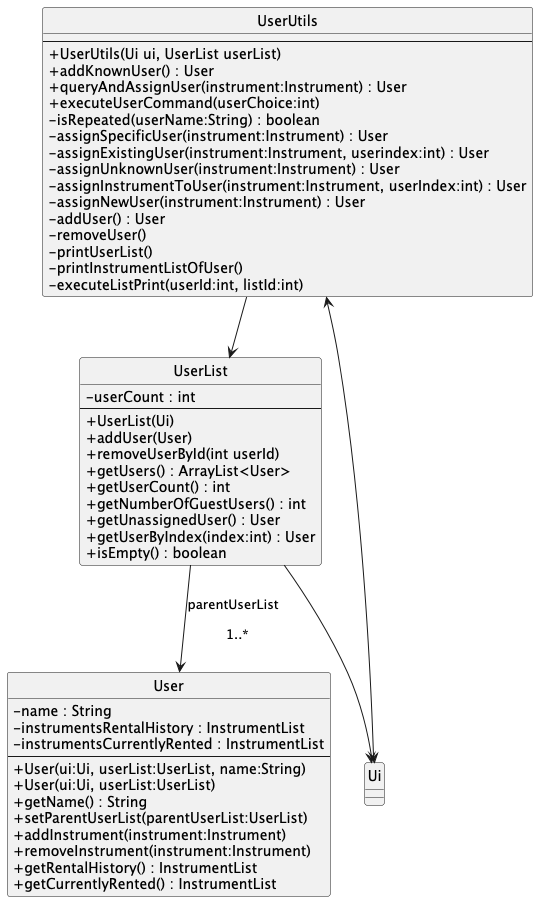 UserUtils
+UserUtils(Ui ui, UserList userList)
+addKnownUser() : User
+queryAndAssignUser(instrument:Instrument) : User
+executeUserCommand(userChoice:int)
-isRepeated(userName:String) : boolean
-assignSpecificUser(instrument:Instrument) : User
-assignExistingUser(instrument:Instrument, userindex:int) : User
-assignUnknownUser(instrument:Instrument) : User
-assignInstrumentToUser(instrument:Instrument, userIndex:int) : User
-assignNewUser(instrument:Instrument) : User
-addUser() : User
-removeUser()
-printUserList()
-printInstrumentListOfUser()
-executeListPrint(userId:int, listId:int)
UserList
-userCount : int
+UserList(Ui)
+addUser(User)
+removeUserById(int userId)
+getUsers() : ArrayList<User>
+getUserCount() : int
+getNumberOfGuestUsers() : int
+getUnassignedUser() : User
+getUserByIndex(index:int) : User
+isEmpty() : boolean
parentUserList
1..*
User
-name : String
-instrumentsRentalHistory : InstrumentList
-instrumentsCurrentlyRented : InstrumentList
+User(ui:Ui, userList:UserList, name:String)
+User(ui:Ui, userList:UserList)
+getName() : String
+setParentUserList(parentUserList:UserList)
+addInstrument(instrument:Instrument)
+removeInstrument(instrument:Instrument)
+getRentalHistory() : InstrumentList
+getCurrentlyRented() : InstrumentList
Ui